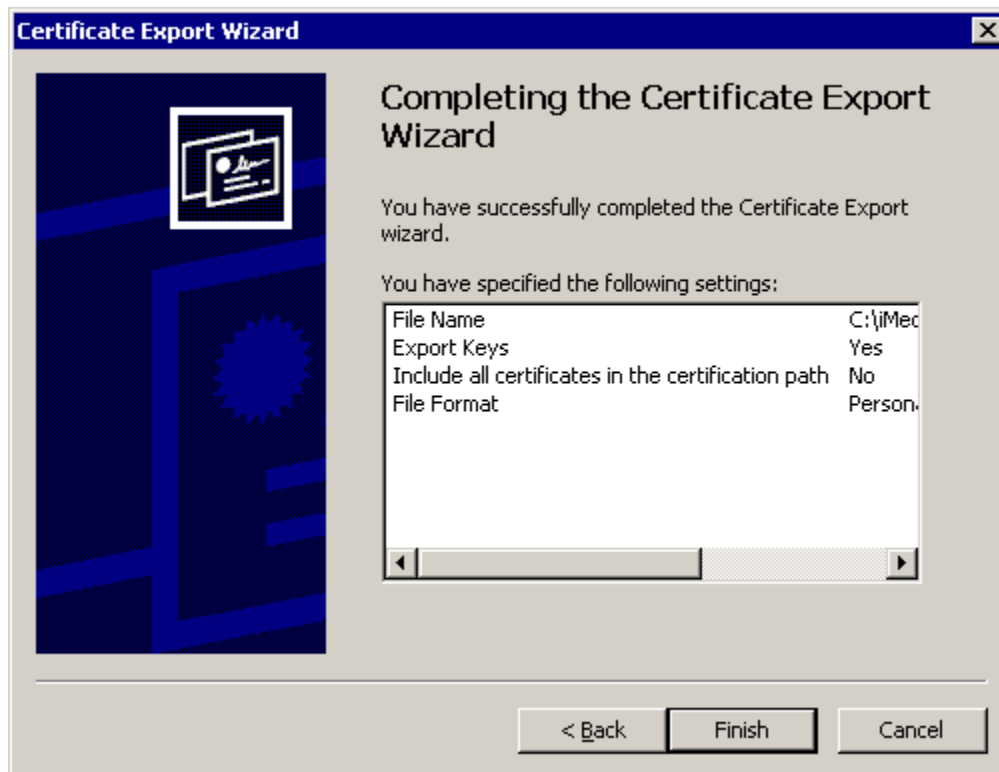 Certificate Export Wizard
Completing the Certificate Export
Wizard
You have successfully completed the Certificate Export
wizard.
You have specified the following settings:
File Name C:\iMec
Export Keys Yes
Include all certificates in the certification path No
File Format Persona
< Back Finish Cancel